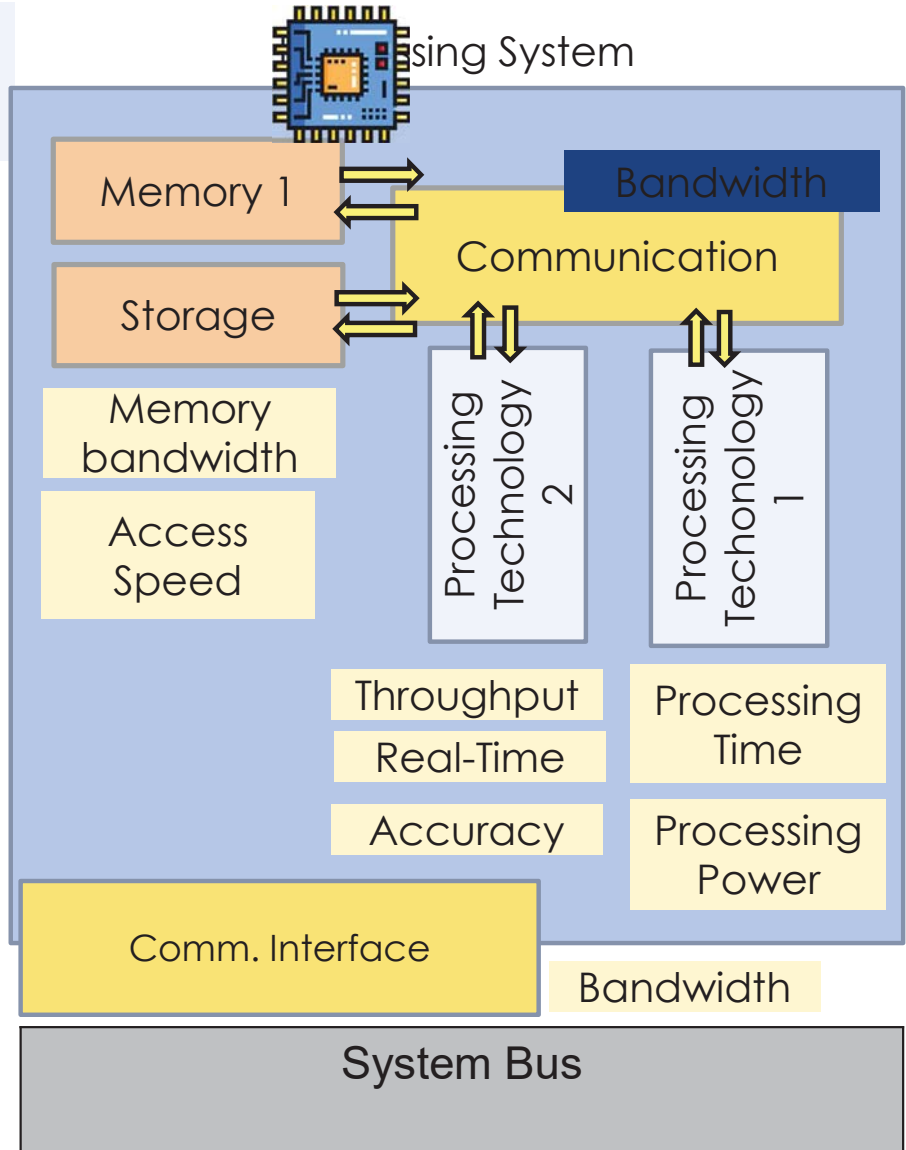 sing System
Memory 1
Bandwidth
Communication
Storage
Memory
bandwidth
Access
Speed
Processing
Technology
2
Processing
Techonology
1
Throughput
Real-Time
Accuracy
Processing
Time
Processing
Power
Comm. Interface
Bandwidth
System Bus